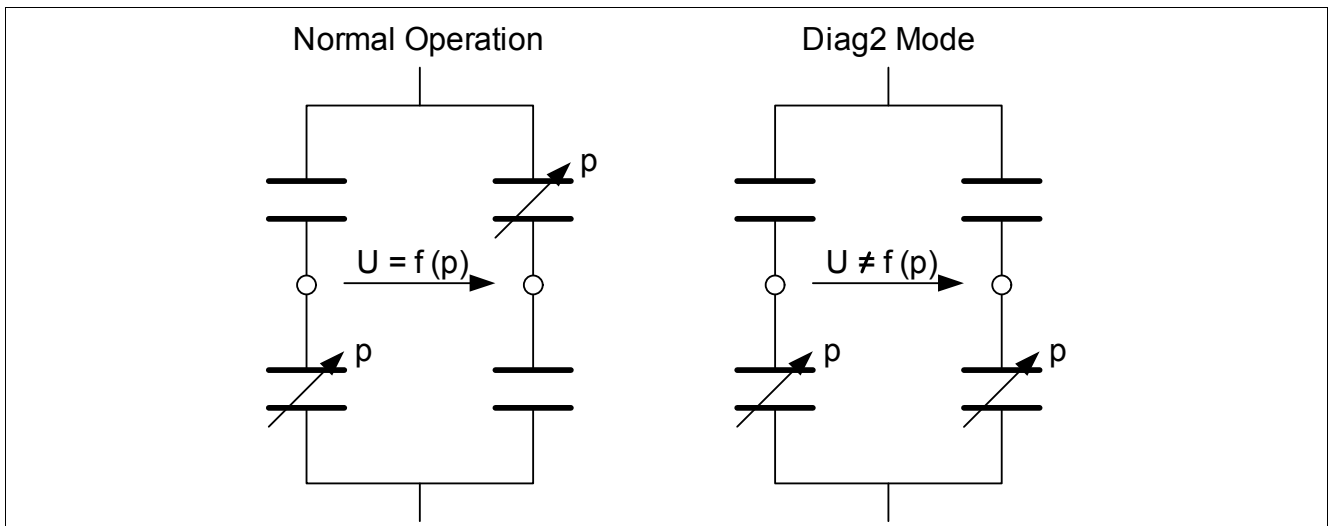 Normal Operation
Diag2 Mode
p
U = f (p)
U ≠ f (p)
p
p
p